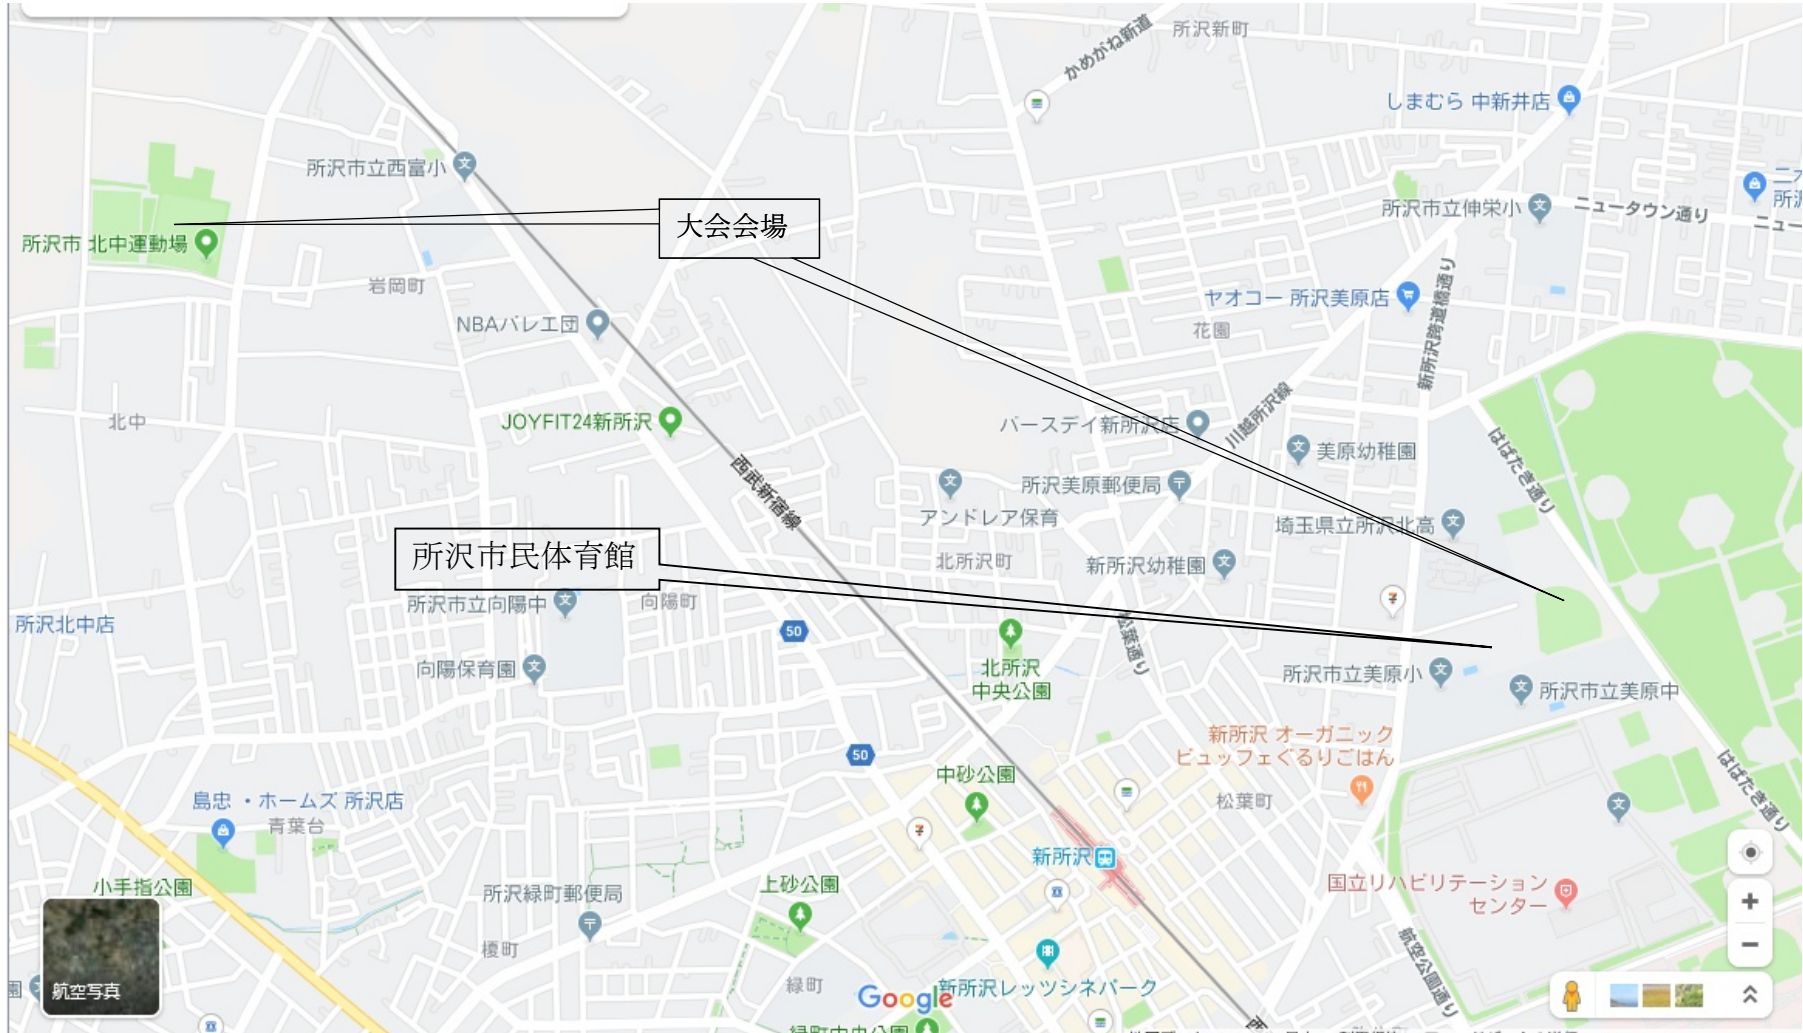 かめがね新道
所沢新町
しまむら 中新井店
所沢市立西富小
所沢市立伸栄小
ニュータウン通り
大会会場
所沢市 北中運動場
岩岡町
ヤオコー 所沢美原店
花園
新所沢跨道橋通り
NBAバレエ団
北中
JOYFIT24新所沢
バースデイ新所沢店
川越所沢線
美原幼稚園
はばたき通り
西武新宿線
所沢美原郵便局
アンドレア保育
埼玉県立所沢北高
所沢市民体育館
北所沢町
新所沢幼稚園
所沢市立向陽中
向陽町
所沢北中店
50
松葉通り
向陽保育園
北所沢
中央公園
所沢市立美原小
所沢市立美原中
新所沢 オーガニック
ビュッフェぐるりごはん
50
中砂公園
松葉町
はばたき通り
島忠 ・ホームズ 所沢店
青葉台
新所沢
小手指公園
所沢緑町郵便局
上砂公園
国立リハビリテーション
センター
榎町
航空公園通り
緑町
航空写真
Google
新所沢レッツシネパーク
緑町中央公園